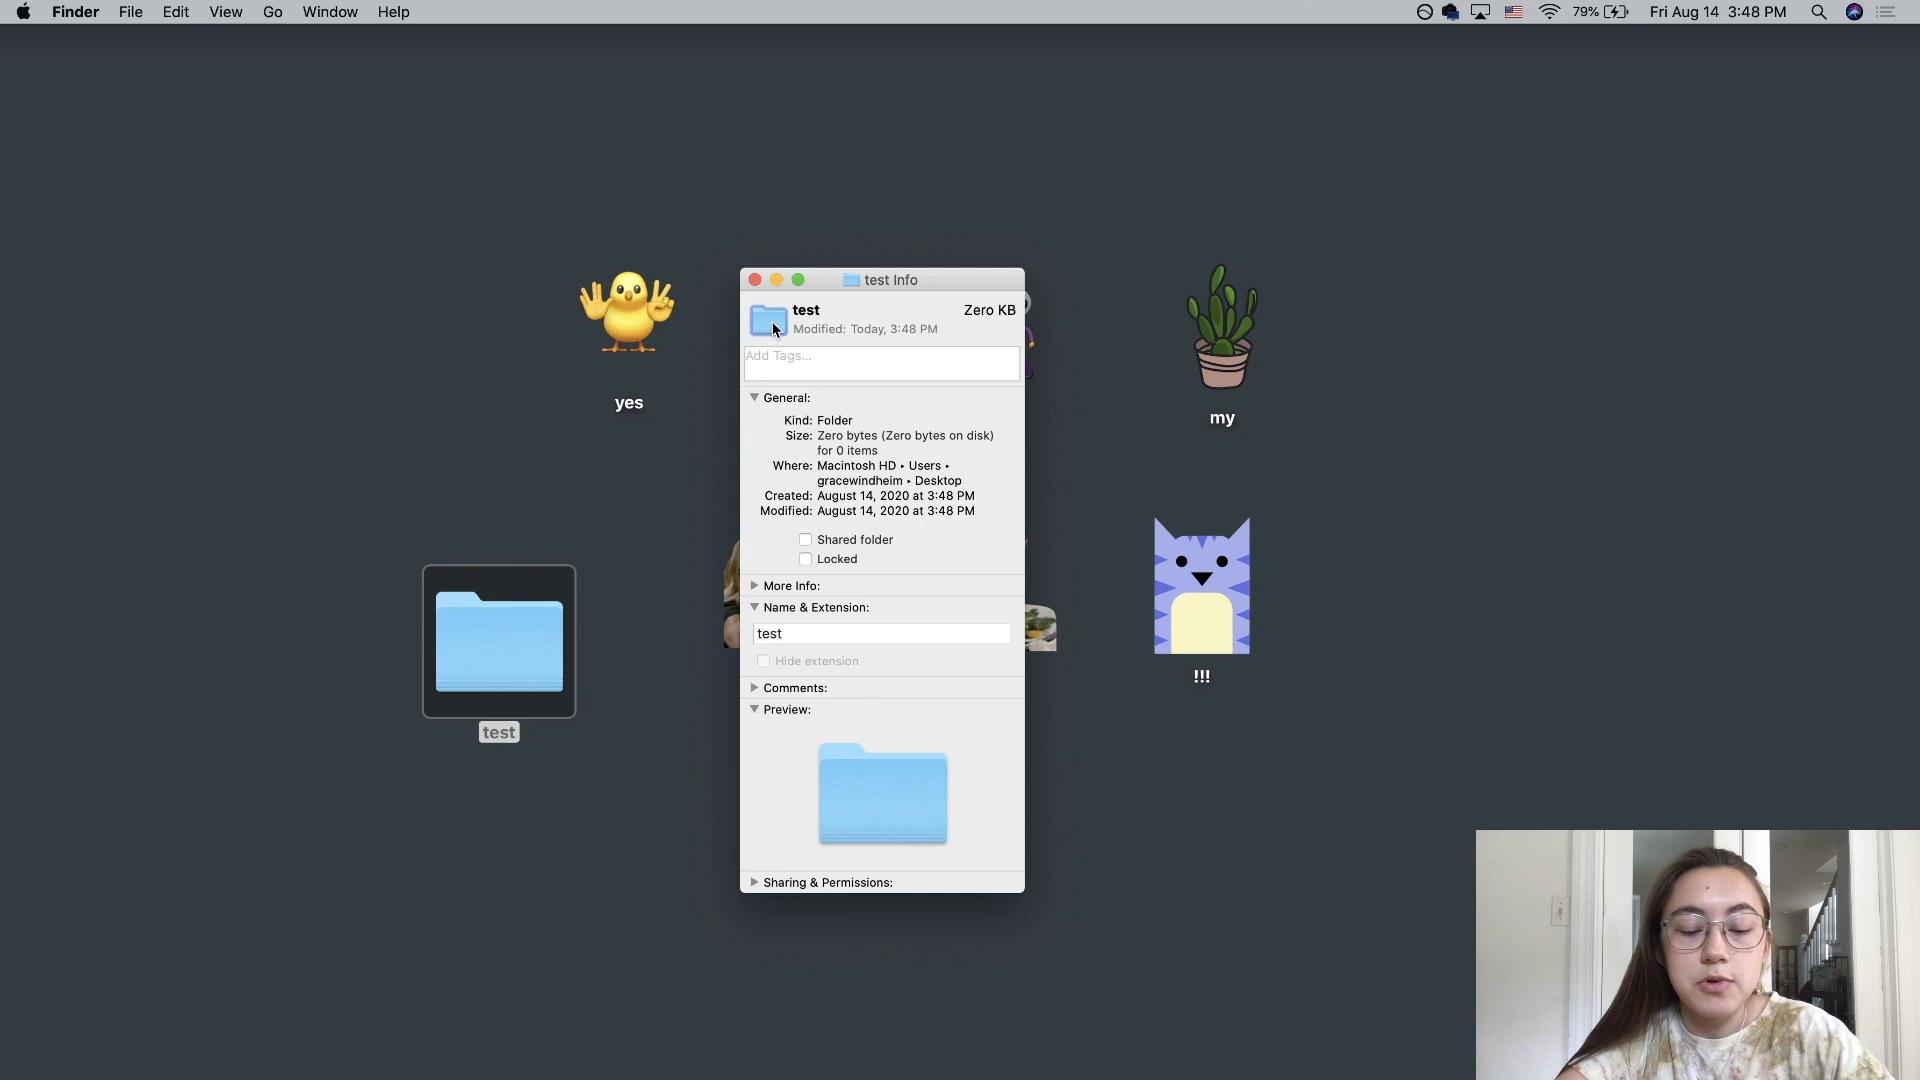 Finder File Edit View Go Window Help
79% Fri Aug 14 3:48 PM
test Info
test Zero KB
Modified: Today, 3:48 PM
Add Tags...
General:
Kind: Folder
Size: Zero bytes (Zero bytes on disk)
for 0 items
Where: Macintosh HD ‣ Users ‣
gracewindheim ‣ Desktop
Created: August 14, 2020 at 3:48 PM
Modified: August 14, 2020 at 3:48 PM
Shared folder
Locked
More Info:
Name & Extension:
test
Hide extension
Comments:
Preview:
Sharing & Permissions:
yes
my
test
!!!